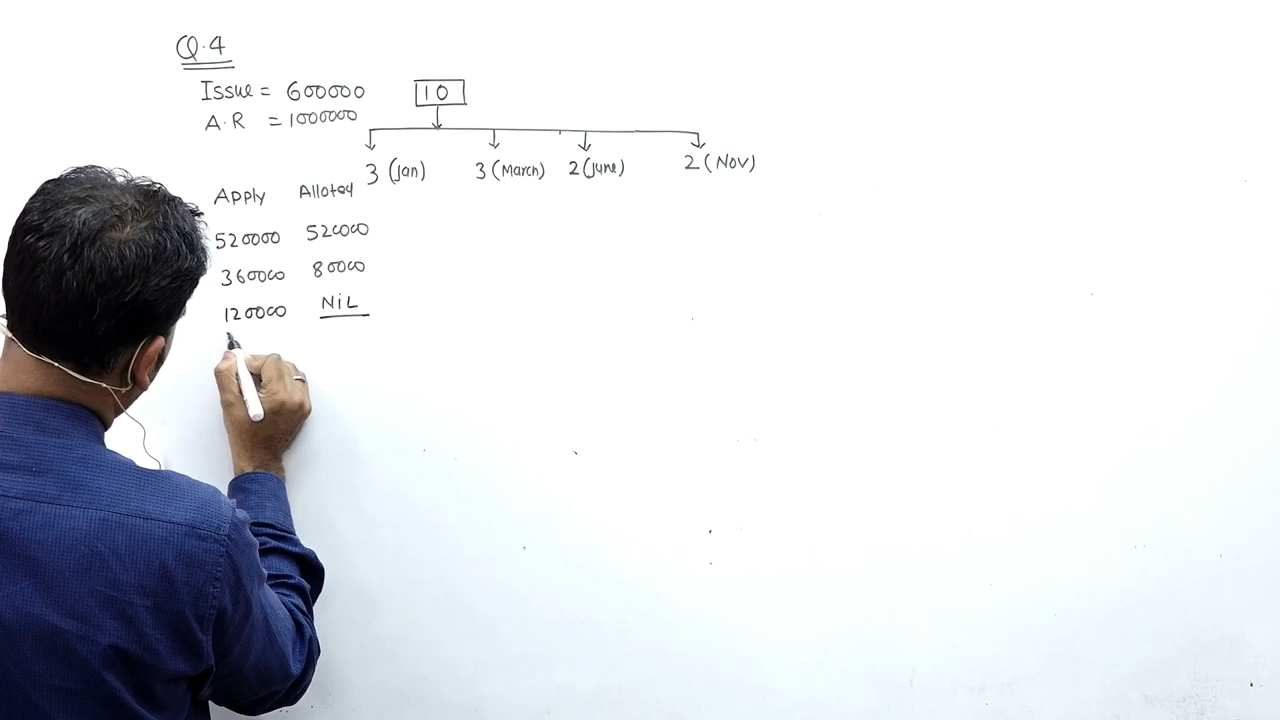 Q.4
Issue = 600000
10
A.R = 1000000
3 (Jan) 3 (March) 2 (June) 2 (Nov)
Apply Alloted
520000 520000
360000 80000
120000 NiL